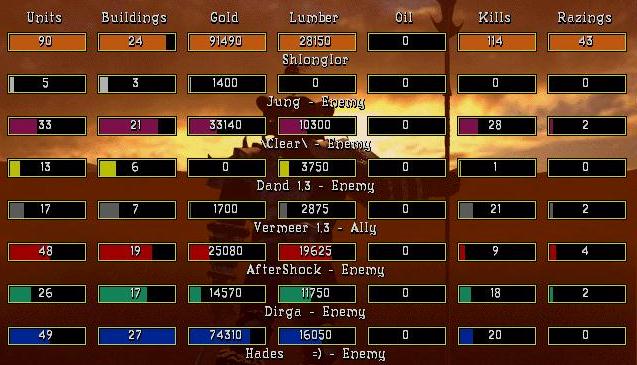 Units Buildings Gold Lumber Oil Kills Razings
90 24 91490 28150 0 114 43
Shlonglor
5 3 1400 0 0 0 0
Jung - Enemy
33 21 33140 10300 0 28 2
\Clear\ - Enemy
13 6 0 3750 0 1 0
Dand 1.3 - Enemy
17 7 1700 2875 0 21 2
Vermeer 1.3 - Ally
48 19 25080 19625 0 9 4
AfterShock - Enemy
26 17 14570 11750 0 18 2
Dirga - Enemy
49 27 74310 16050 0 20 0
Hades =) - Enemy